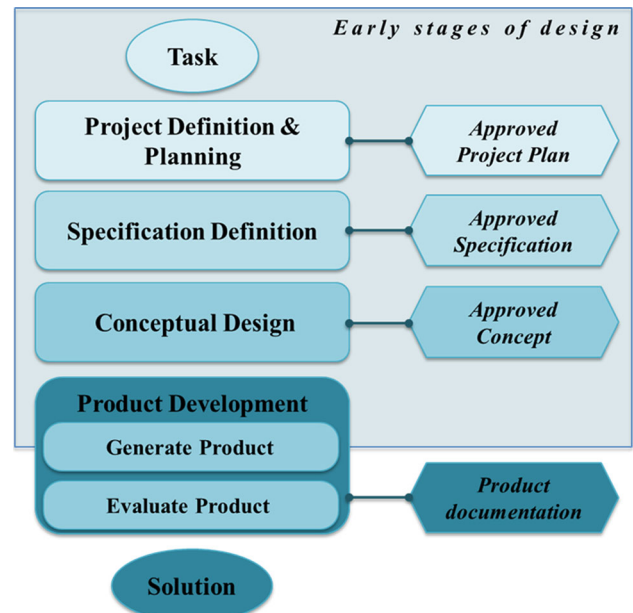 Early stages of design
Task
Project Definition &
Planning
Approved
Project Plan
Specification Definition
Approved
Specification
Conceptual Design
Approved
Concept
Product Development
Generate Product
Evaluate Product
Product
documentation
Solution